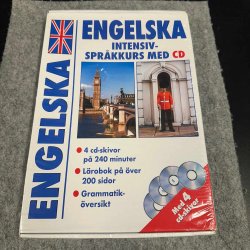 ENGELSKA
ENGELSKA
INTENSIV-
SPRÅKKURS MED CD
• 4 cd-skivor
på 240 minuter
• Lärobok på över
200 sidor
• Grammatik-
översikt
Med 4
cd-skivor